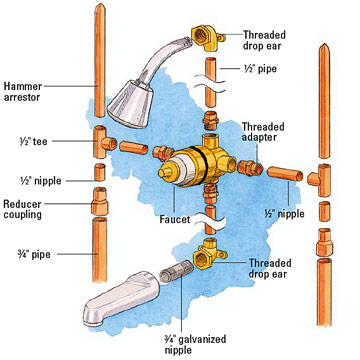 Threaded
drop ear
½" pipe
Hammer
arrestor
Threaded
adapter
½" tee
½" nipple
Reducer
coupling
Faucet
½" nipple
¾" pipe
Threaded
drop ear
¾" galvanized
nipple